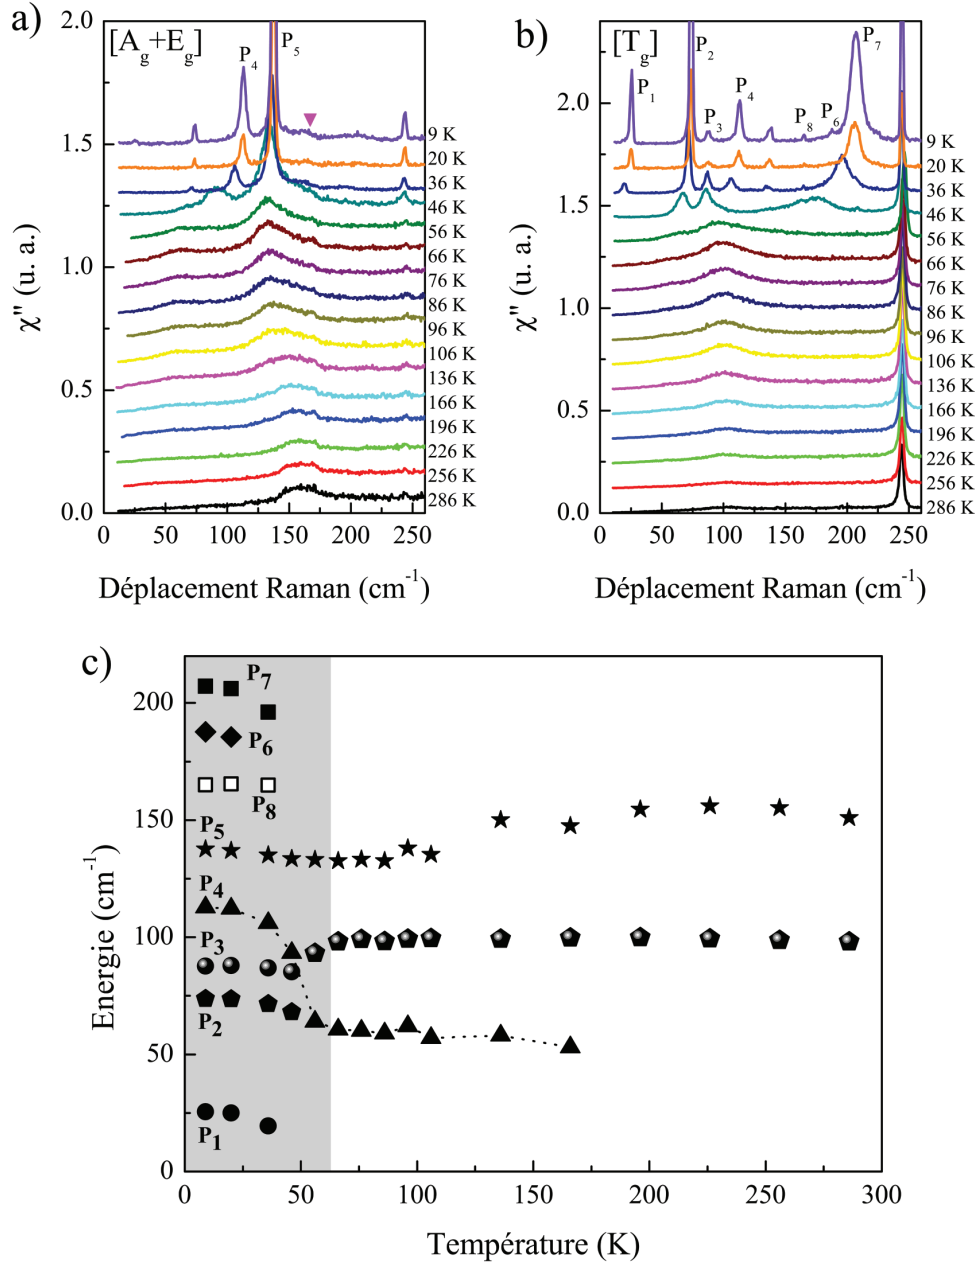 a)
[A_g+E_g]
P_4
P_5
2.0
1.5
1.0
0.5
0.0
χ" (u. a.)
9 K
20 K
36 K
46 K
56 K
66 K
76 K
86 K
96 K
106 K
136 K
166 K
196 K
226 K
256 K
286 K
0 50 100 150 200 250
Déplacement Raman (cm⁻¹)
b)
[T_g]
P_1
P_2
P_3
P_4
P_8
P_6
P_7
2.0
1.5
1.0
0.5
0.0
χ" (u. a.)
9 K
20 K
36 K
46 K
56 K
66 K
76 K
86 K
96 K
106 K
136 K
166 K
196 K
226 K
256 K
286 K
0 50 100 150 200 250
Déplacement Raman (cm⁻¹)
c)
P_7
P_6
P_8
P_5
P_4
P_3
P_2
P_1
200
150
100
50
0
Energie (cm⁻¹)
0 50 100 150 200 250 300
Température (K)